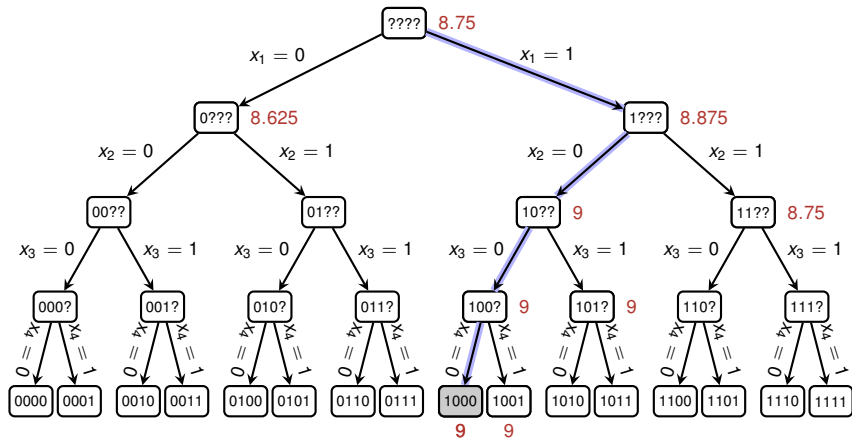 ???? 8.75
x₁ = 0 x₁ = 1
0??? 8.625 1??? 8.875
x₂ = 0 x₂ = 1 x₂ = 0 x₂ = 1
00?? 01?? 10?? 9 11?? 8.75
x₃ = 0 x₃ = 1 x₃ = 0 x₃ = 1 x₃ = 0 x₃ = 1 x₃ = 0 x₃ = 1
000? 001? 010? 011? 100? 9 101? 9 110? 111?
x₄ = 0 x₄ = 1 x₄ = 0 x₄ = 1 x₄ = 0 x₄ = 1 x₄ = 0 x₄ = 1 x₄ = 0 x₄ = 1 x₄ = 0 x₄ = 1 x₄ = 0 x₄ = 1 x₄ = 0 x₄ = 1
0000 0001 0010 0011 0100 0101 0110 0111 1000 1001 1010 1011 1100 1101 1110 1111
9 9